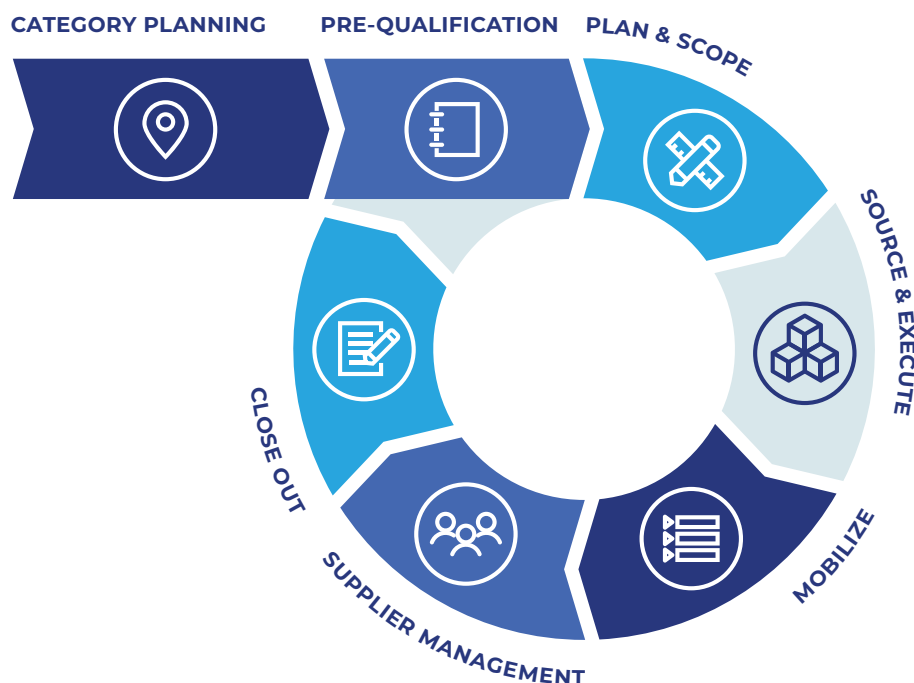 CATEGORY PLANNING
PRE-QUALIFICATION
PLAN & SCOPE
SOURCE & EXECUTE
MOBILIZE
SUPPLIER MANAGEMENT
CLOSE OUT